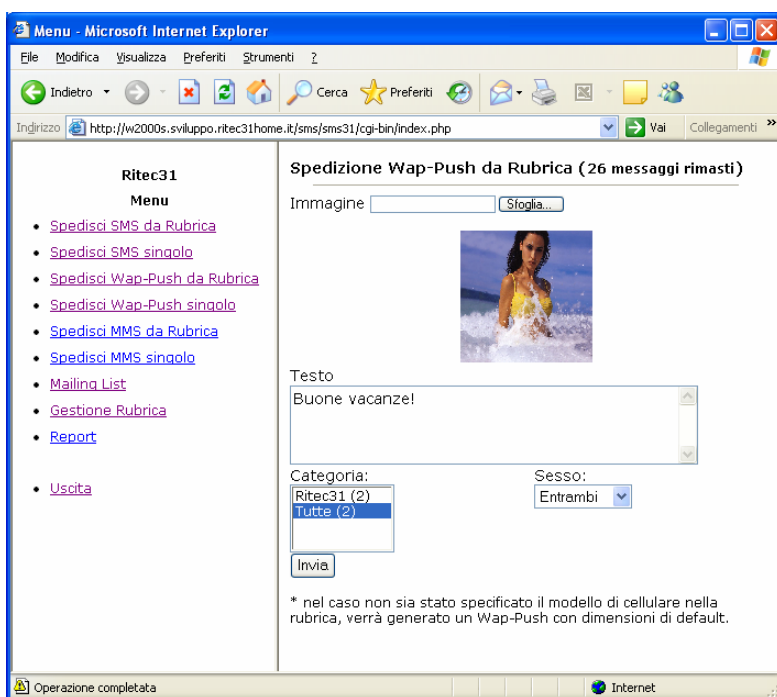 Menu - Microsoft Internet Explorer
File Modifica Visualizza Preferiti Strumenti ?
Indietro Cerca Preferiti
Indirizzo http://w2000s.sviluppo.ritec31home.it/sms/sms31/cgi-bin/index.php Vai Collegamenti »
Ritec31
Menu
• Spedisci SMS da Rubrica
• Spedisci SMS singolo
• Spedisci Wap-Push da Rubrica
• Spedisci Wap-Push singolo
• Spedisci MMS da Rubrica
• Spedisci MMS singolo
• Mailing List
• Gestione Rubrica
• Report
• Uscita
Spedizione Wap-Push da Rubrica (26 messaggi rimasti)
Immagine Sfoglia...
Testo
Buone vacanze!
Categoria: Sesso:
Ritec31 (2) Entrambi
Tutte (2)
Invia
* nel caso non sia stato specificato il modello di cellulare nella
rubrica, verrà generato un Wap-Push con dimensioni di default.
Operazione completata Internet